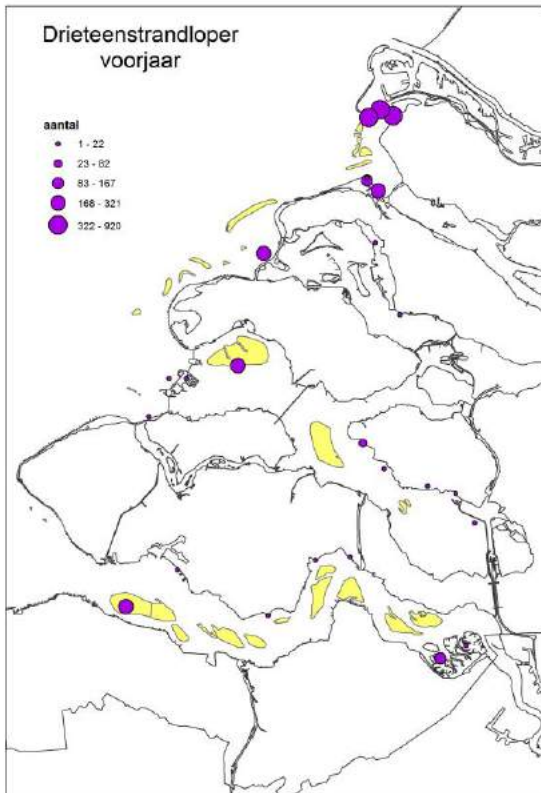 Drieteenstrandloper
voorjaar
aantal
1 - 22
23 - 82
83 - 167
168 - 321
322 - 920